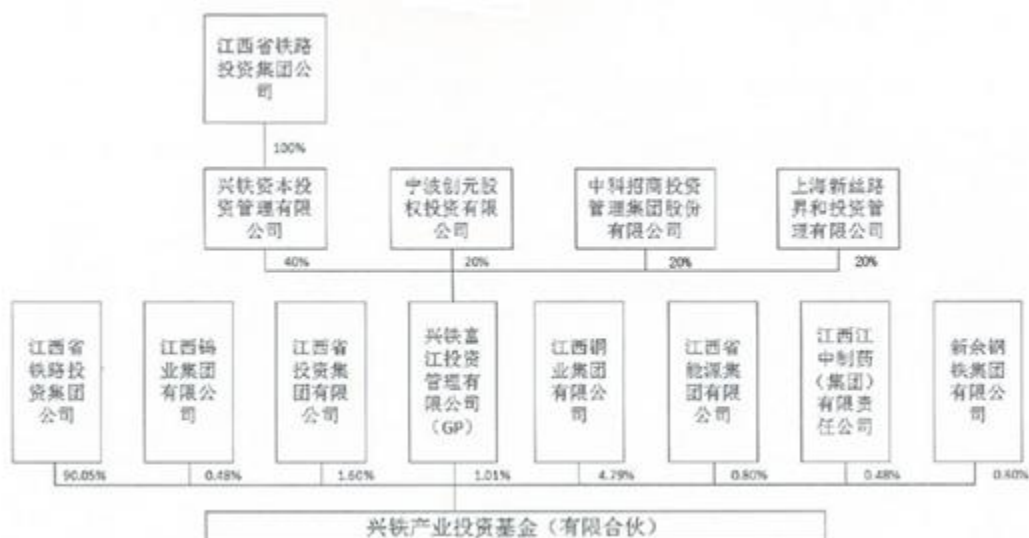 江西省铁路
投资集团公
司
100%
兴铁资本投
资管理有限
公司
宁波创元股
权投资有限
公司
中科招商投资
管理集团股份
有限公司
上海新丝路
昇和投资管
理有限公司
40%
20%
20%
20%
江西省
铁路投
资集团
公司
江西钨
业集团
有限公
司
江西省
投资集
团有限
公司
兴铁富
江投资
管理有
限公司
（GP）
江西铜
业集团
有限公
司
江西省
能源集
团有限
公司
江西江
中制药
（集团）
有限责
任公司
新余钢
铁集团
有限公
司
90.05%
0.48%
1.60%
1.01%
4.79%
0.80%
0.48%
0.80%
兴铁产业投资基金（有限合伙）